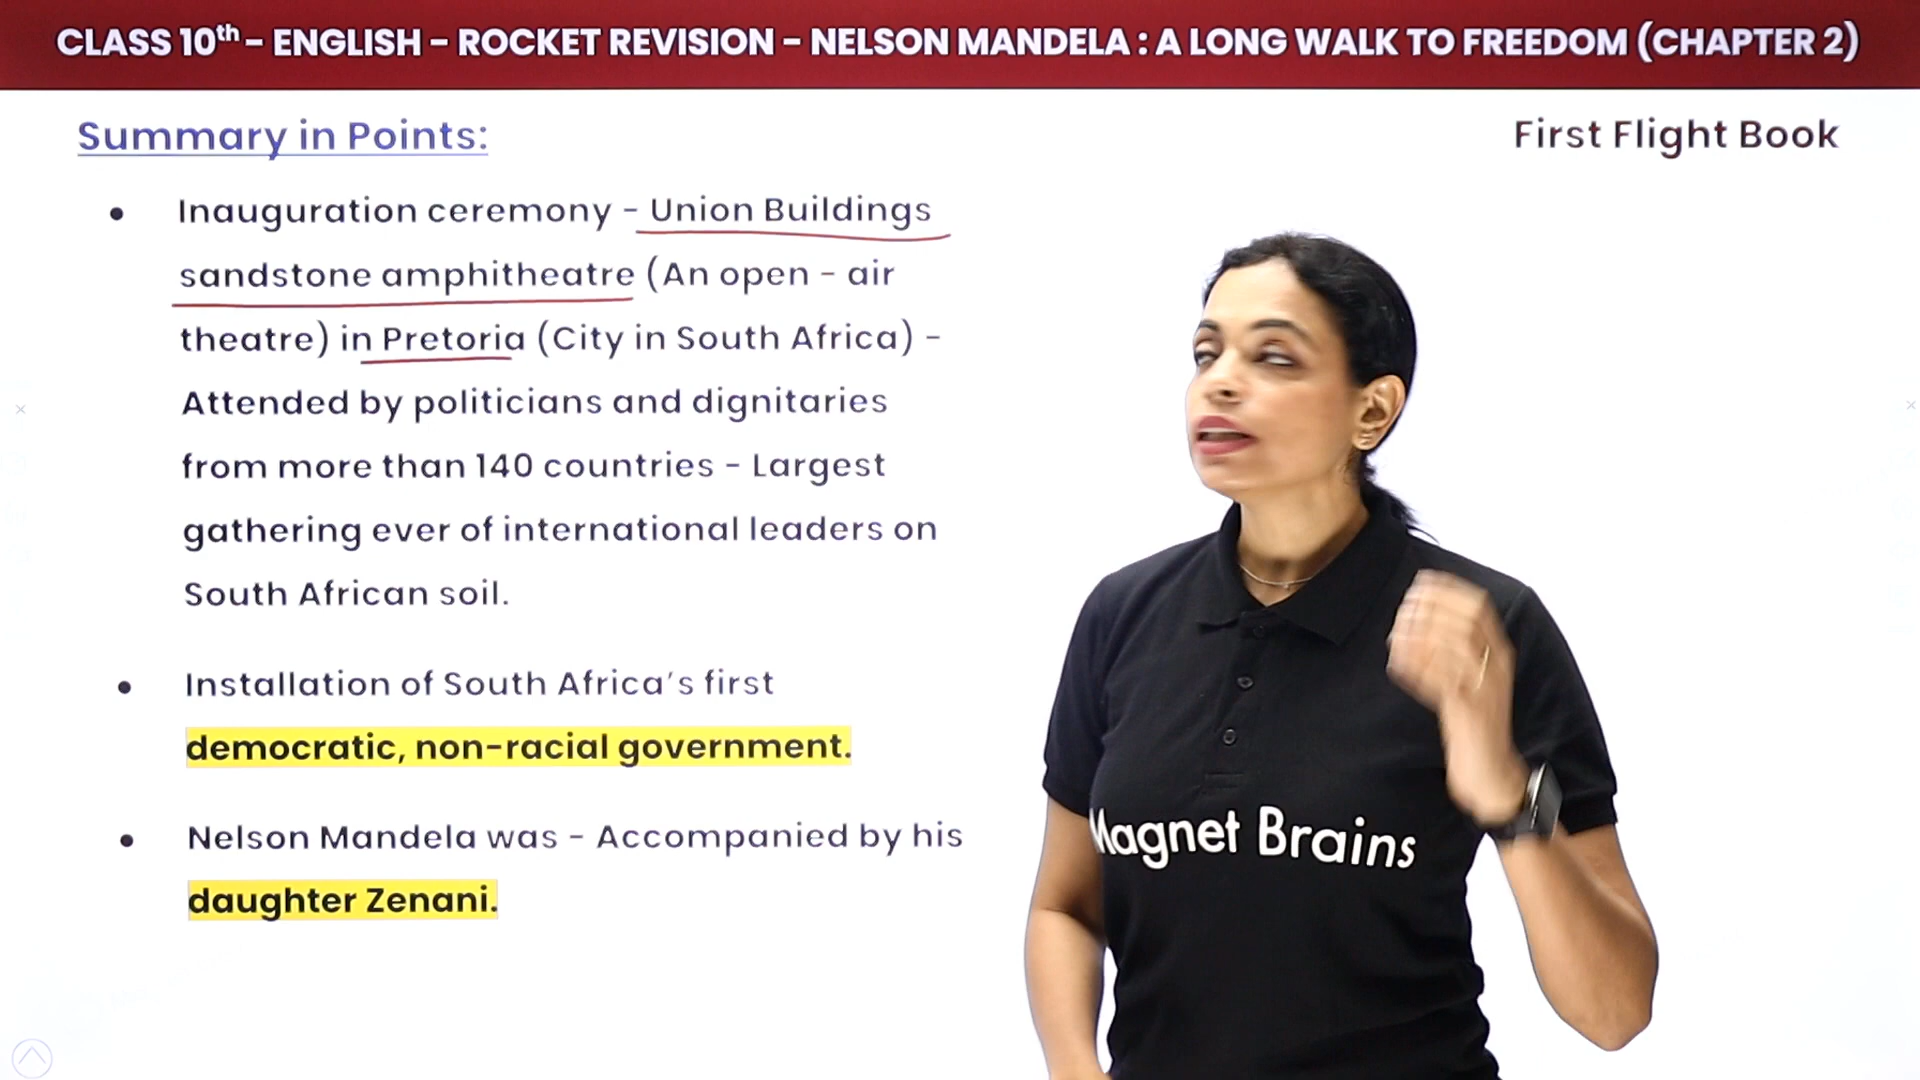 CLASS 10th - ENGLISH - ROCKET REVISION - NELSON MANDELA : A LONG WALK TO FREEDOM (CHAPTER 2)
Summary in Points:
First Flight Book
• Inauguration ceremony - Union Buildings
sandstone amphitheatre (An open - air
theatre) in Pretoria (City in South Africa) -
Attended by politicians and dignitaries
from more than 140 countries - Largest
gathering ever of international leaders on
South African soil.
• Installation of South Africa's first
democratic, non-racial government.
• Nelson Mandela was - Accompanied by his
daughter Zenani.
Magnet Brains